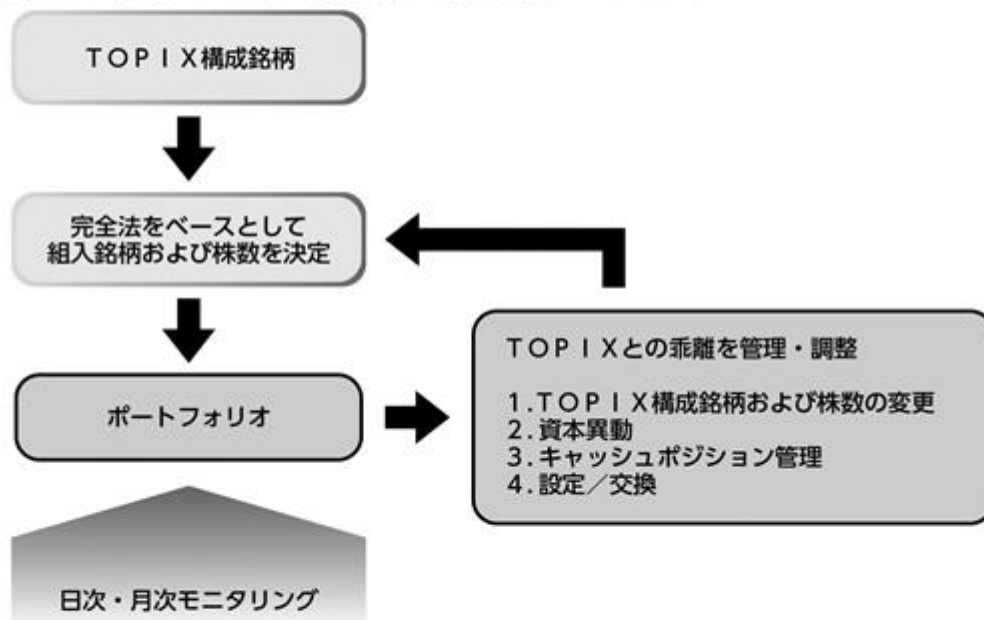 TOPIX構成銘柄
完全法をベースとして
組入銘柄および株数を決定
ポートフォリオ
TOPIXとの乖離を管理・調整
1.TOPIX構成銘柄および株数の変更
2.資本異動
3.キャッシュポジション管理
4.設定/交換
日次・月次モニタリング